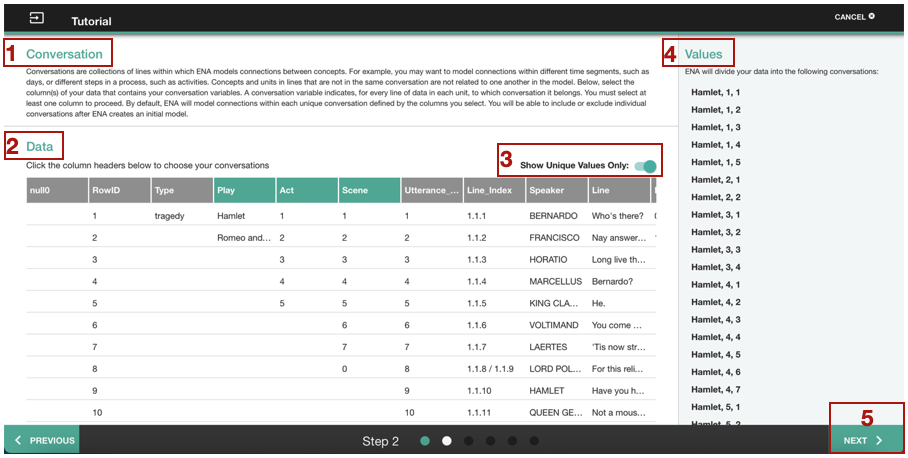 Tutorial
CANCEL
1 Conversation
Conversations are collections of lines within which ENA models connections between concepts. For example, you may want to model connections within different time segments, such as
days, or different steps in a process, such as activities. Concepts and units in lines that are not in the same conversation are not related to one another in the model. Below, select the
column(s) of your data that contains your conversation variables. A conversation variable indicates, for every line of data in each unit, to which conversation it belongs. You must select at
least one column to proceed. By default, ENA will model connections within each unique conversation defined by the columns you select. You will be able to include or exclude individual
conversations after ENA creates an initial model.
2 Data
Click the column headers below to choose your conversations
3 Show Unique Values Only:
null0 RowID Type Play Act Scene Utterance_... Line_Index Speaker Line
1 tragedy Hamlet 1 1 1 1.1.1 BERNARDO Who's there?
2 Romeo and... 2 2 2 1.1.2 FRANCISCO Nay answer...
3 3 3 3 1.1.3 HORATIO Long live th...
4 4 4 4 1.1.4 MARCELLUS Bernardo?
5 5 5 5 1.1.5 KING CLA... He.
6 6 6 1.1.6 VOLTIMAND You come ...
7 7 7 1.1.7 LAERTES 'Tis now str...
8 0 8 1.1.8 / 1.1.9 LORD POL... For this reli...
9 9 1.1.10 HAMLET Have you h...
10 10 1.1.11 QUEEN GE... Not a mous...
4 Values
ENA will divide your data into the following conversations:
Hamlet, 1, 1
Hamlet, 1, 2
Hamlet, 1, 3
Hamlet, 1, 4
Hamlet, 1, 5
Hamlet, 2, 1
Hamlet, 2, 2
Hamlet, 3, 1
Hamlet, 3, 2
Hamlet, 3, 3
Hamlet, 3, 4
Hamlet, 4, 1
Hamlet, 4, 2
Hamlet, 4, 3
Hamlet, 4, 4
Hamlet, 4, 5
Hamlet, 4, 6
Hamlet, 4, 7
Hamlet, 5, 1
Hamlet, 5, 2
PREVIOUS
Step 2
5
NEXT